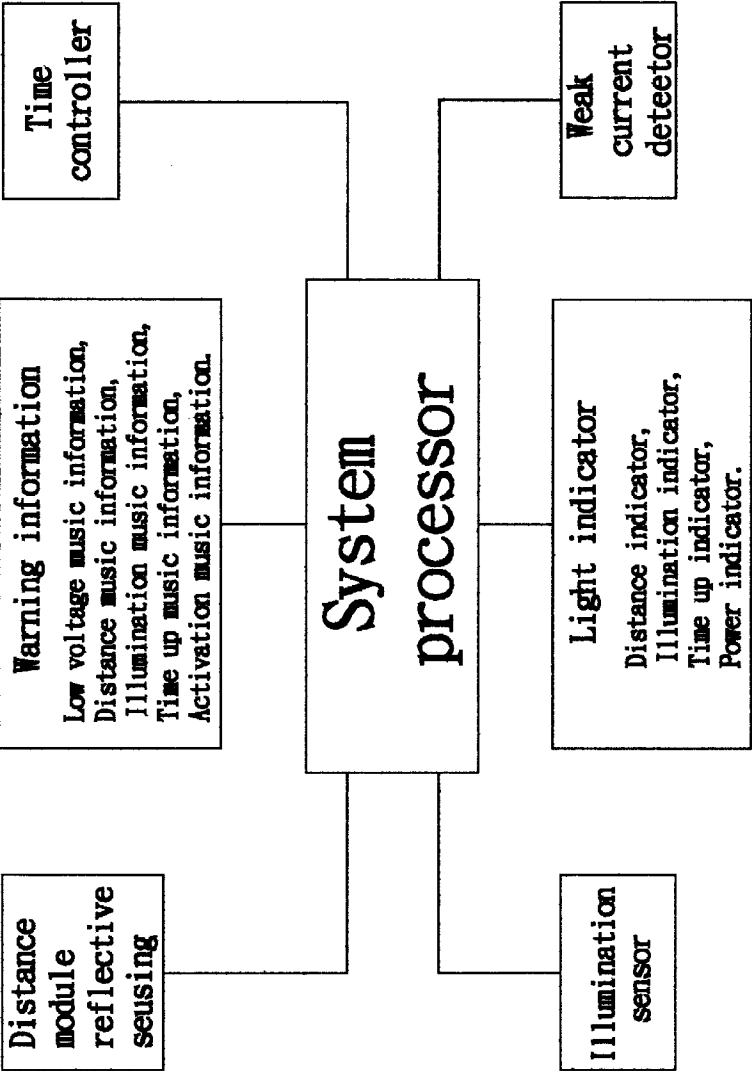 Distance
module
reflective
seusing
Warning information
Low voltage music information,
Distance music information,
Illumination music information,
Time up music information,
Activation music information.
Time
controller
System
processor
Illumination
sensor
Light indicator
Distance indicator,
Illumination indicator,
Time up indicator,
Power indicator.
Weak
current
deteetor